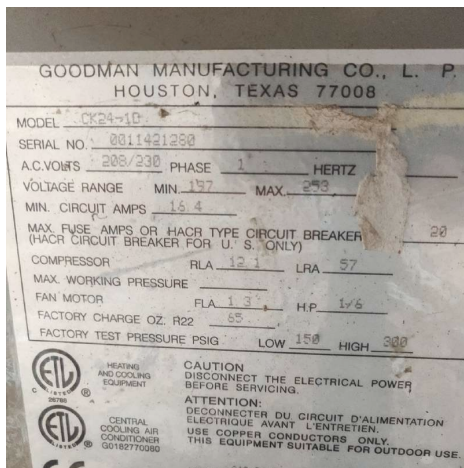 GOODMAN MANUFACTURING CO., L. P.
HOUSTON, TEXAS 77008
MODEL CK24-1D
SERIAL NO. 0011421280
A.C.VOLTS 208/230 PHASE 1 HERTZ
VOLTAGE RANGE MIN. 197 MAX. 253
MIN. CIRCUIT AMPS 16.4
MAX. FUSE AMPS OR HACR TYPE CIRCUIT BREAKER 20
(HACR CIRCUIT BREAKER FOR U. S. ONLY)
COMPRESSOR RLA 12.1 LRA 57
MAX. WORKING PRESSURE
FAN MOTOR FLA 1.3 H.P. 1/6
FACTORY CHARGE OZ. R22 65
FACTORY TEST PRESSURE PSIG LOW 150 HIGH 300
ETL
LISTED
C ®
HEATING
AND COOLING
EQUIPMENT
CAUTION
DISCONNECT THE ELECTRICAL POWER
BEFORE SERVICING.
ATTENTION:
DECONNECTER DU CIRCUIT D'ALIMENTATION
ELECTRIQUE AVANT L'ENTRETIEN.
USE COPPER CONDUCTORS ONLY.
THIS EQUIPMENT SUITABLE FOR OUTDOOR USE.
ETL
LISTED
®
CENTRAL
COOLING AIR
CONDITIONER
G0182770080